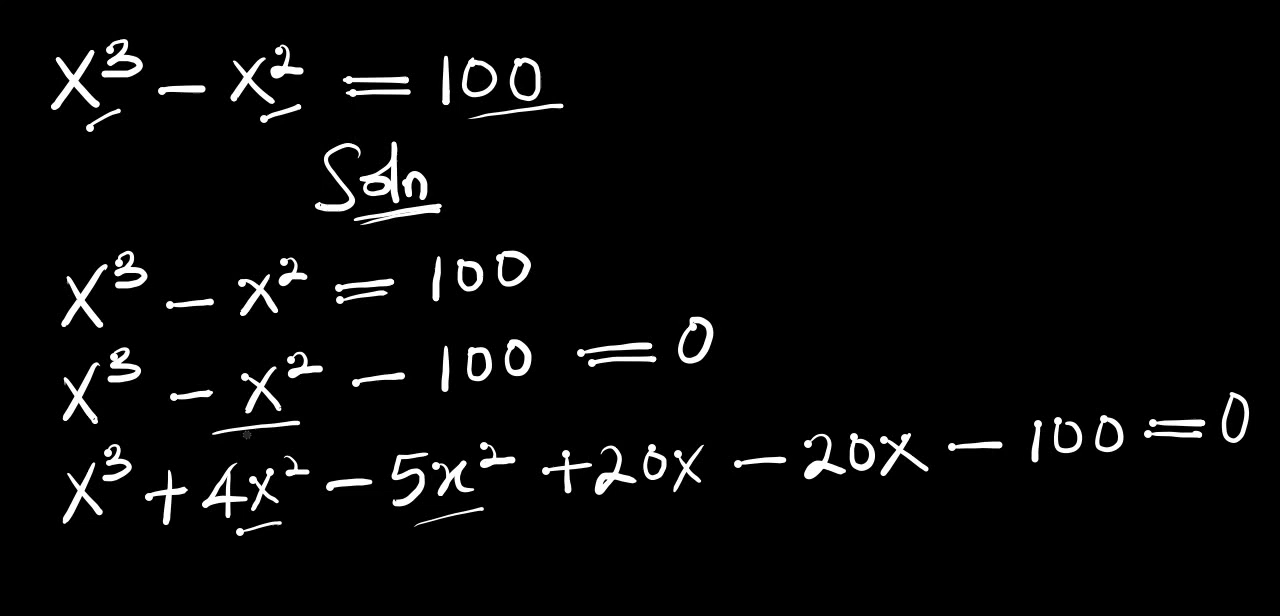 x³ - x² = 100
Soln
x³ - x² = 100
x³ - x² - 100 = 0
x³ + 4x² - 5x² + 20x - 20x - 100 = 0